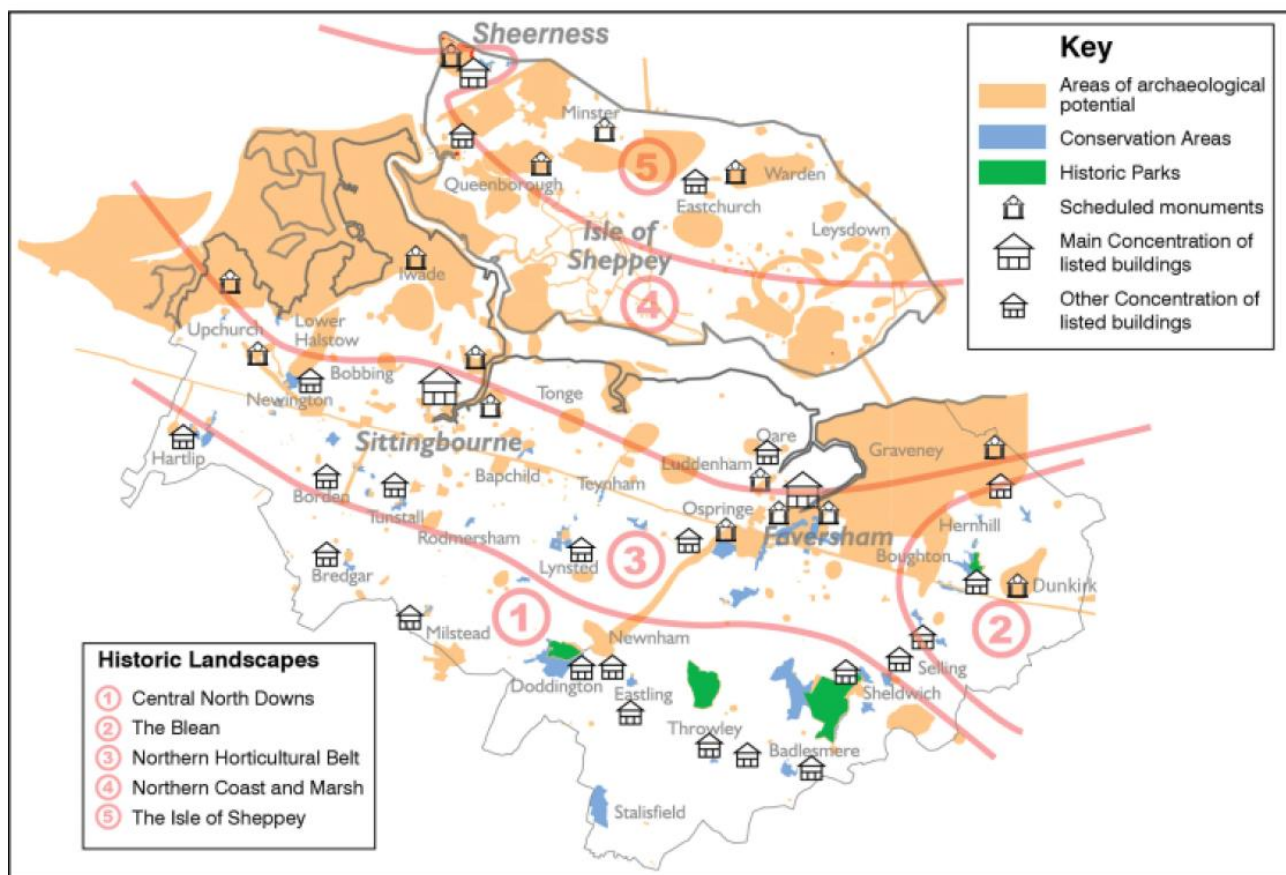 Sheerness
Key
Areas of archaeological
potential
Conservation Areas
Historic Parks
Scheduled monuments
Main Concentration of
listed buildings
Other Concentration of
listed buildings
Minster
5
Queenborough
Warden
Eastchurch
Leysdown
Isle of
Sheppey
4
Iwade
Upchurch
Lower
Halstow
Bobbing
Newington
Tonge
Sittingbourne
Hartlip
Bapchild
Borden
Tunstall
Teynham
Luddenham
Oare
Graveney
Ospringe
Faversham
Hernhill
Boughton
Rodmersham
Lynsted
3
Bredgar
Dunkirk
1
2
Milstead
Newnham
Doddington
Eastling
Selling
Sheldwich
Throwley
Badlesmere
Stalisfield
Historic Landscapes
1 Central North Downs
2 The Blean
3 Northern Horticultural Belt
4 Northern Coast and Marsh
5 The Isle of Sheppey